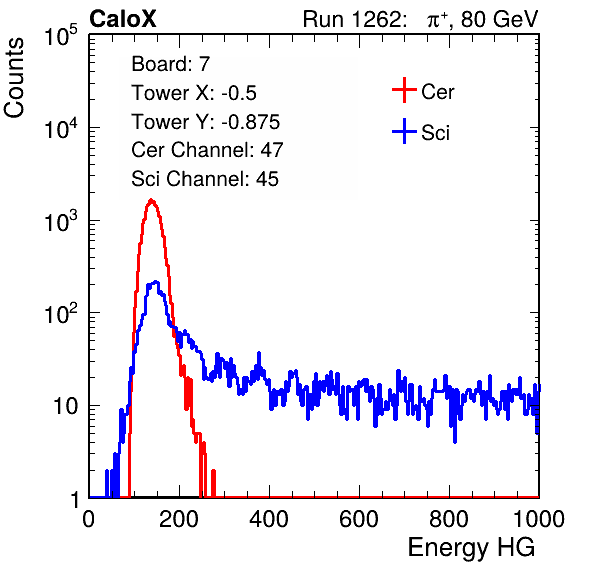 CaloX Run 1262: π⁺, 80 GeV
Counts
10⁵
10⁴
10³
10²
10
1
Board: 7
Tower X: -0.5
Tower Y: -0.875
Cer Channel: 47
Sci Channel: 45
Cer
Sci
0 200 400 600 800 1000
Energy HG